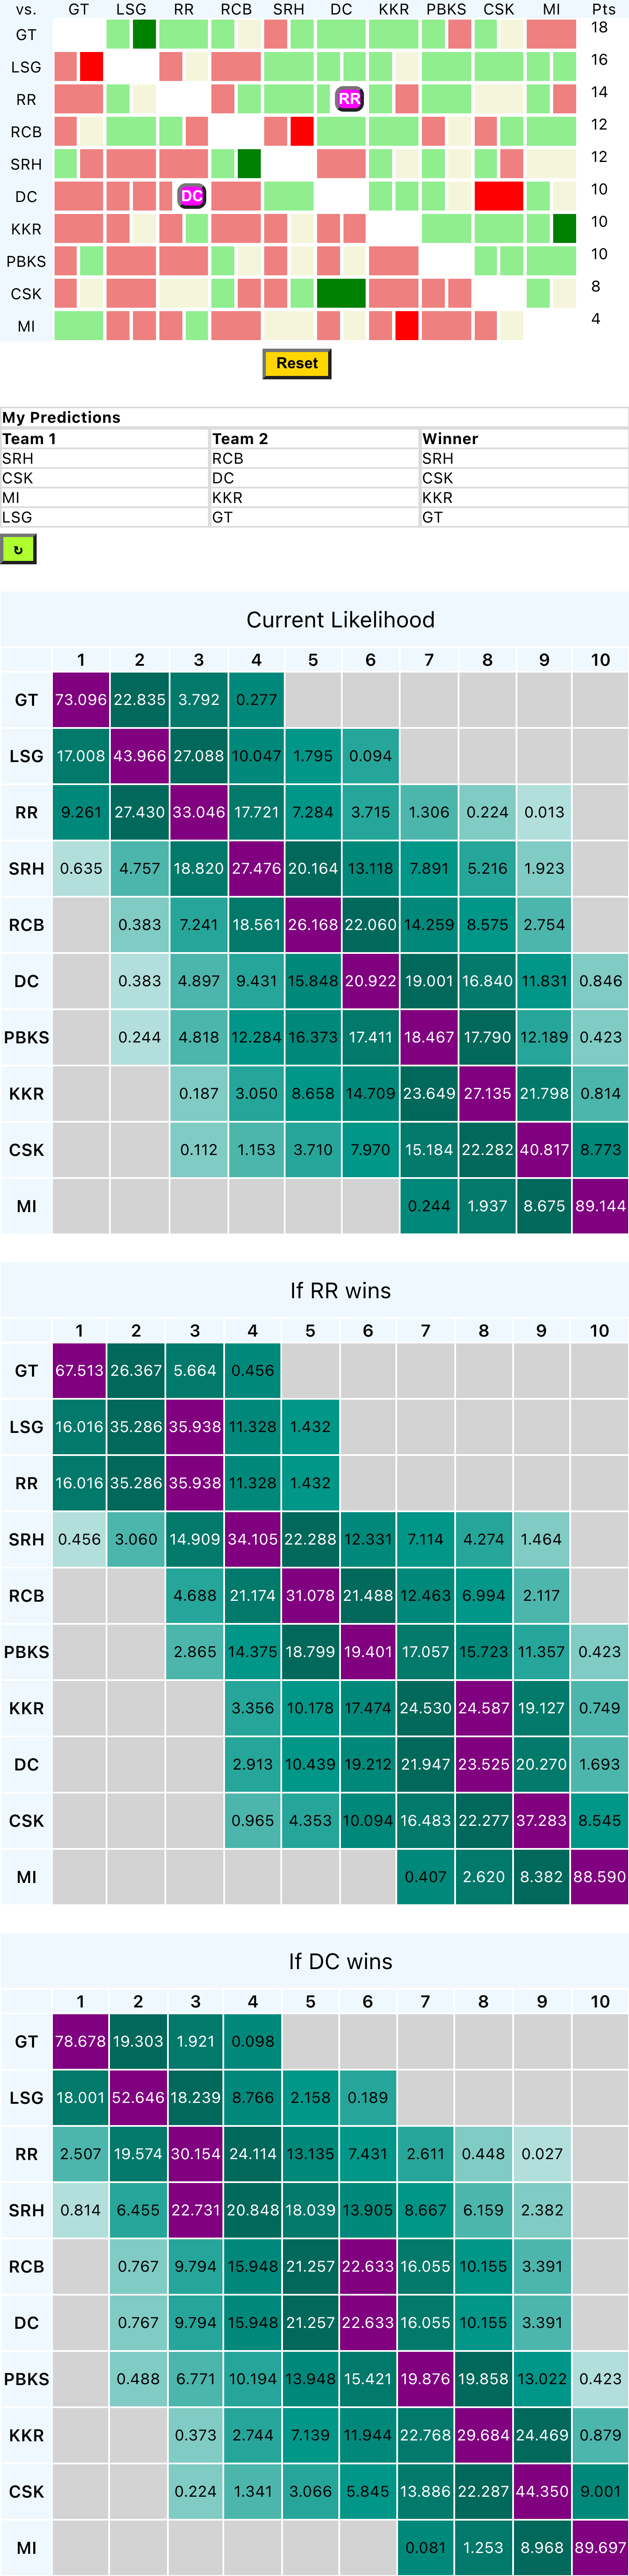 vs. GT LSG RR RCB SRH DC KKR PBKS CSK MI Pts
GT 18
LSG 16
RR RR 14
RCB 12
SRH 12
DC DC 10
KKR 10
PBKS 10
CSK 8
MI 4
Reset
My Predictions
Team 1 Team 2 Winner
SRH RCB SRH
CSK DC CSK
MI KKR KKR
LSG GT GT
↻
Current Likelihood
1 2 3 4 5 6 7 8 9 10
GT 73.096 22.835 3.792 0.277
LSG 17.008 43.966 27.088 10.047 1.795 0.094
RR 9.261 27.430 33.046 17.721 7.284 3.715 1.306 0.224 0.013
SRH 0.635 4.757 18.820 27.476 20.164 13.118 7.891 5.216 1.923
RCB 0.383 7.241 18.561 26.168 22.060 14.259 8.575 2.754
DC 0.383 4.897 9.431 15.848 20.922 19.001 16.840 11.831 0.846
PBKS 0.244 4.818 12.284 16.373 17.411 18.467 17.790 12.189 0.423
KKR 0.187 3.050 8.658 14.709 23.649 27.135 21.798 0.814
CSK 0.112 1.153 3.710 7.970 15.184 22.282 40.817 8.773
MI 0.244 1.937 8.675 89.144
If RR wins
1 2 3 4 5 6 7 8 9 10
GT 67.513 26.367 5.664 0.456
LSG 16.016 35.286 35.938 11.328 1.432
RR 16.016 35.286 35.938 11.328 1.432
SRH 0.456 3.060 14.909 34.105 22.288 12.331 7.114 4.274 1.464
RCB 4.688 21.174 31.078 21.488 12.463 6.994 2.117
PBKS 2.865 14.375 18.799 19.401 17.057 15.723 11.357 0.423
KKR 3.356 10.178 17.474 24.530 24.587 19.127 0.749
DC 2.913 10.439 19.212 21.947 23.525 20.270 1.693
CSK 0.965 4.353 10.094 16.483 22.277 37.283 8.545
MI 0.407 2.620 8.382 88.590
If DC wins
1 2 3 4 5 6 7 8 9 10
GT 78.678 19.303 1.921 0.098
LSG 18.001 52.646 18.239 8.766 2.158 0.189
RR 2.507 19.574 30.154 24.114 13.135 7.431 2.611 0.448 0.027
SRH 0.814 6.455 22.731 20.848 18.039 13.905 8.667 6.159 2.382
RCB 0.767 9.794 15.948 21.257 22.633 16.055 10.155 3.391
DC 0.767 9.794 15.948 21.257 22.633 16.055 10.155 3.391
PBKS 0.488 6.771 10.194 13.948 15.421 19.876 19.858 13.022 0.423
KKR 0.373 2.744 7.139 11.944 22.768 29.684 24.469 0.879
CSK 0.224 1.341 3.066 5.845 13.886 22.287 44.350 9.001
MI 0.081 1.253 8.968 89.697